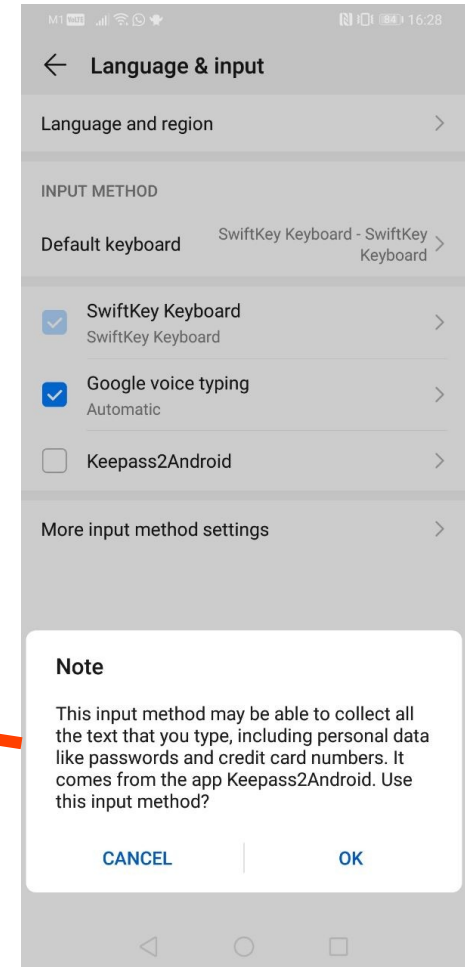 M1 VoLTE 84 16:28
Language & input
Language and region
INPUT METHOD
Default keyboard
SwiftKey Keyboard - SwiftKey
Keyboard
SwiftKey Keyboard
SwiftKey Keyboard
Google voice typing
Automatic
Keepass2Android
More input method settings
Note
This input method may be able to collect all
the text that you type, including personal data
like passwords and credit card numbers. It
comes from the app Keepass2Android. Use
this input method?
CANCEL OK